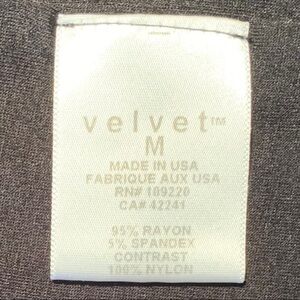 velvet™
M
MADE IN USA
FABRIQUE AUX USA
RN# 109220
CA# 42241
95% RAYON
5% SPANDEX
CONTRAST
100% NYLON